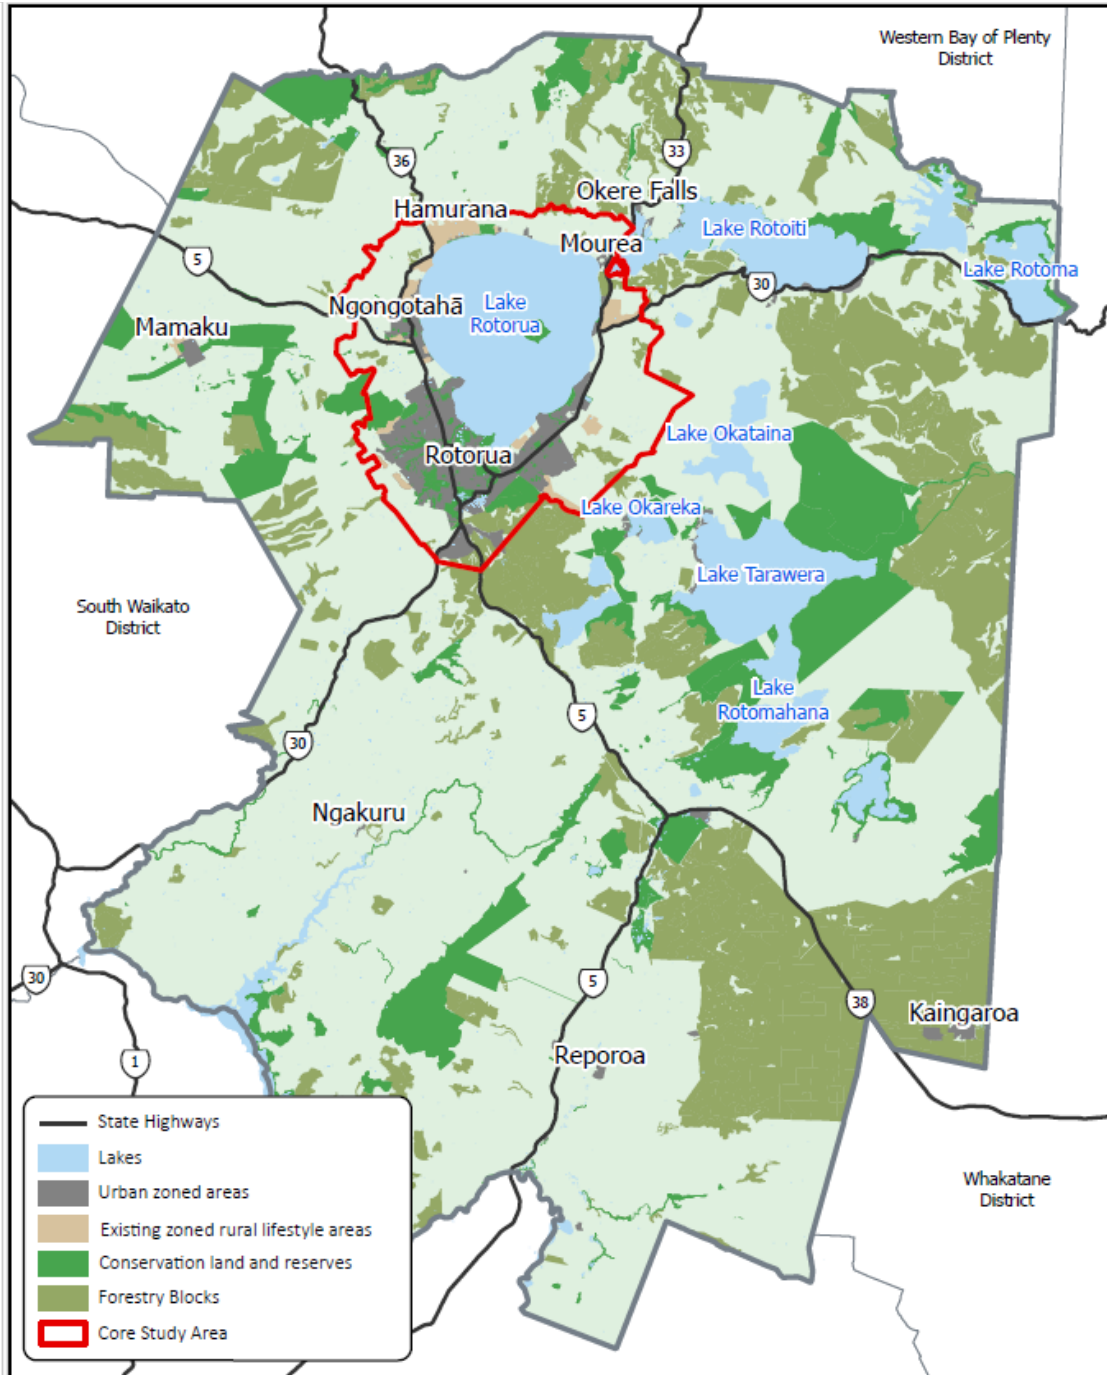 Western Bay of Plenty
District
33
36
Okere Falls
Hamurana
Lake Rotoiti
Mourea
5
Lake Rotoma
30
Lake
Rotorua
Ngongotahā
Mamaku
Lake Okataina
Rotorua
Lake Okareka
Lake Tarawera
South Waikato
District
Lake
Rotomahana
5
30
Ngakuru
30
5
38
Kaingaroa
1
Reporoa
State Highways
Lakes
Urban zoned areas
Existing zoned rural lifestyle areas
Conservation land and reserves
Forestry Blocks
Core Study Area
Whakatane
District